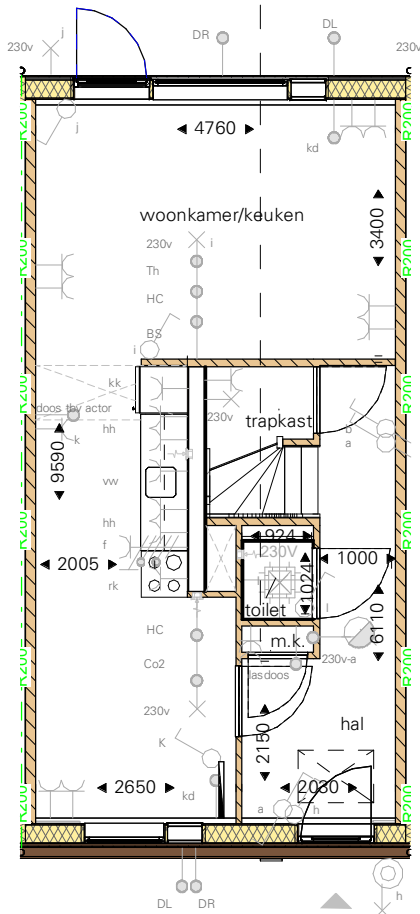 j
DR
DL
230v
230v
R200
R200
j
4760
kd
woonkamer/keuken
3400
230v
i
Th
HC
R200
R200
BS
i
kk
doos thv actor
k
230v
trapkast
hh
b
a
R200
R200
9590
vw
hh
f
924
230V
2005
1000
rk
1024
toilet
i
6110
R200
R200
HC
m.k.
230v-a
Co2
lasdoos
230v
hal
K
2150
R200
R200
kd
2650
2030
a
h
DL
DR
h